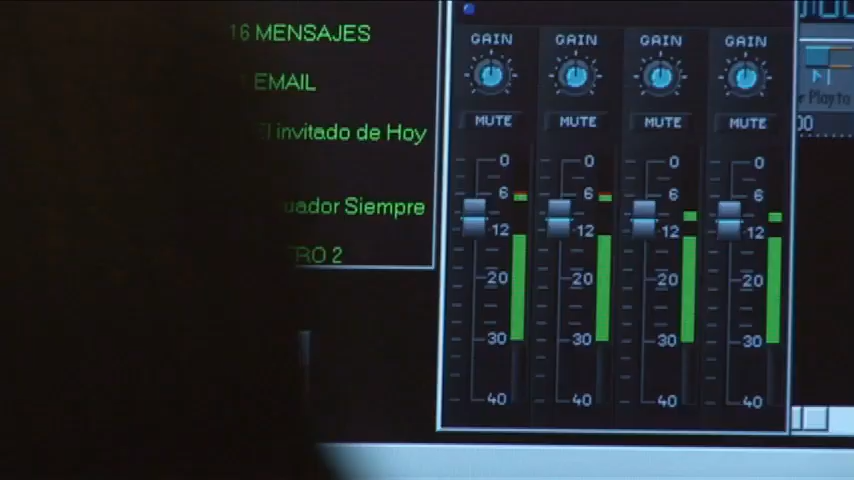 16 MENSAJES
EMAIL
invitado de Hoy
Siempre
2
GAIN GAIN GAIN GAIN
MUTE MUTE MUTE MUTE
0 0 0 0
6 6 6 6
12 12 12 12
20 20 20 20
30 30 30 30
40 40 40 40
Play to
00